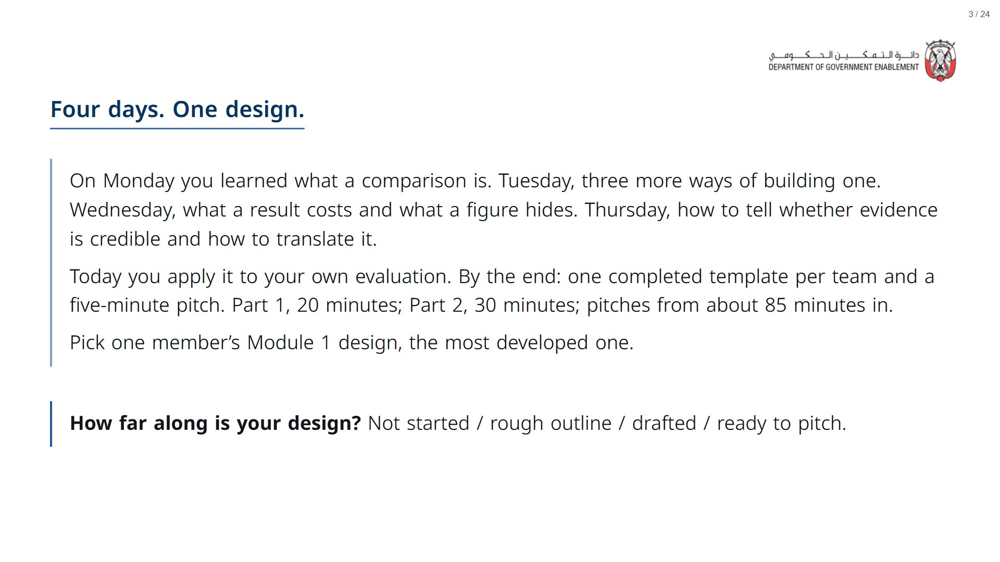 3 / 24
دائرة التمكين الحكومي
DEPARTMENT OF GOVERNMENT ENABLEMENT
Four days. One design.
On Monday you learned what a comparison is. Tuesday, three more ways of building one.
Wednesday, what a result costs and what a figure hides. Thursday, how to tell whether evidence
is credible and how to translate it.
Today you apply it to your own evaluation. By the end: one completed template per team and a
five-minute pitch. Part 1, 20 minutes; Part 2, 30 minutes; pitches from about 85 minutes in.
Pick one member’s Module 1 design, the most developed one.
How far along is your design? Not started / rough outline / drafted / ready to pitch.